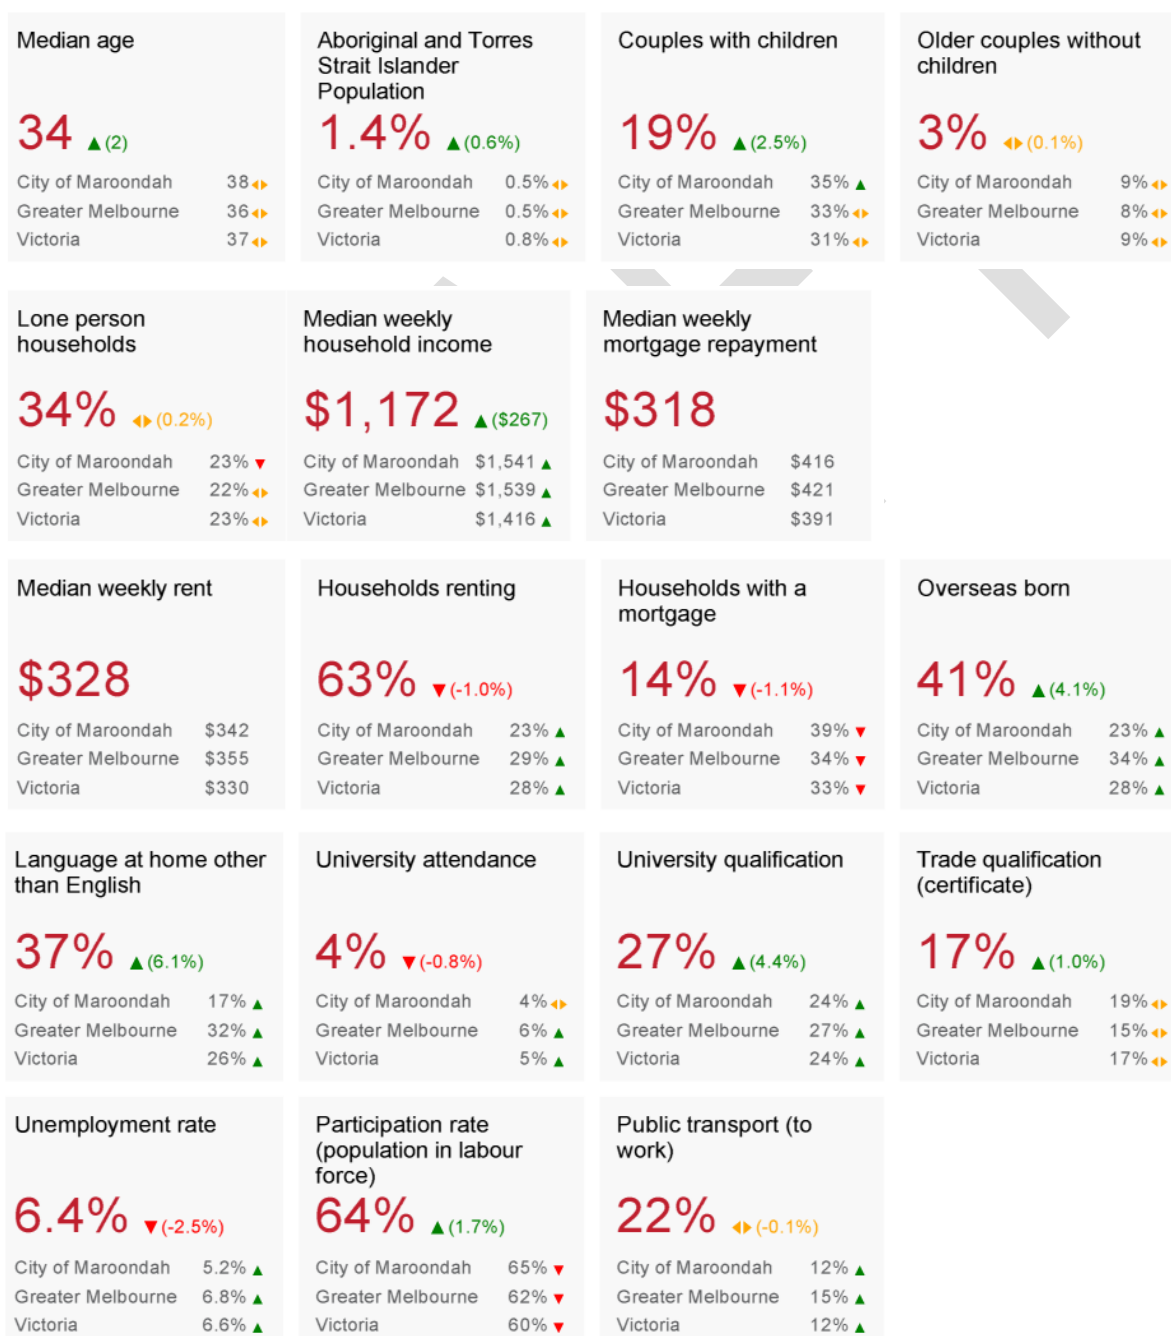 Median age
34 ▲ (2)
City of Maroondah 38
Greater Melbourne 36
Victoria 37
Aboriginal and Torres
Strait Islander
Population
1.4% ▲ (0.6%)
City of Maroondah 0.5%
Greater Melbourne 0.5%
Victoria 0.8%
Couples with children
19% ▲ (2.5%)
City of Maroondah 35% ▲
Greater Melbourne 33%
Victoria 31%
Older couples without
children
3% (0.1%)
City of Maroondah 9%
Greater Melbourne 8%
Victoria 9%
Lone person
households
34% (0.2%)
City of Maroondah 23% ▼
Greater Melbourne 22%
Victoria 23%
Median weekly
household income
$1,172 ▲ ($267)
City of Maroondah $1,541 ▲
Greater Melbourne $1,539 ▲
Victoria $1,416 ▲
Median weekly
mortgage repayment
$318
City of Maroondah $416
Greater Melbourne $421
Victoria $391
Median weekly rent
$328
City of Maroondah $342
Greater Melbourne $355
Victoria $330
Households renting
63% ▼ (-1.0%)
City of Maroondah 23% ▲
Greater Melbourne 29% ▲
Victoria 28% ▲
Households with a
mortgage
14% ▼ (-1.1%)
City of Maroondah 39% ▼
Greater Melbourne 34% ▼
Victoria 33% ▼
Overseas born
41% ▲ (4.1%)
City of Maroondah 23% ▲
Greater Melbourne 34% ▲
Victoria 28% ▲
Language at home other
than English
37% ▲ (6.1%)
City of Maroondah 17% ▲
Greater Melbourne 32% ▲
Victoria 26% ▲
University attendance
4% ▼ (-0.8%)
City of Maroondah 4%
Greater Melbourne 6% ▲
Victoria 5% ▲
University qualification
27% ▲ (4.4%)
City of Maroondah 24% ▲
Greater Melbourne 27% ▲
Victoria 24% ▲
Trade qualification
(certificate)
17% ▲ (1.0%)
City of Maroondah 19%
Greater Melbourne 15%
Victoria 17%
Unemployment rate
6.4% ▼ (-2.5%)
City of Maroondah 5.2% ▲
Greater Melbourne 6.8% ▲
Victoria 6.6% ▲
Participation rate
(population in labour
force)
64% ▲ (1.7%)
City of Maroondah 65% ▼
Greater Melbourne 62% ▼
Victoria 60% ▼
Public transport (to
work)
22% (-0.1%)
City of Maroondah 12% ▲
Greater Melbourne 15% ▲
Victoria 12% ▲